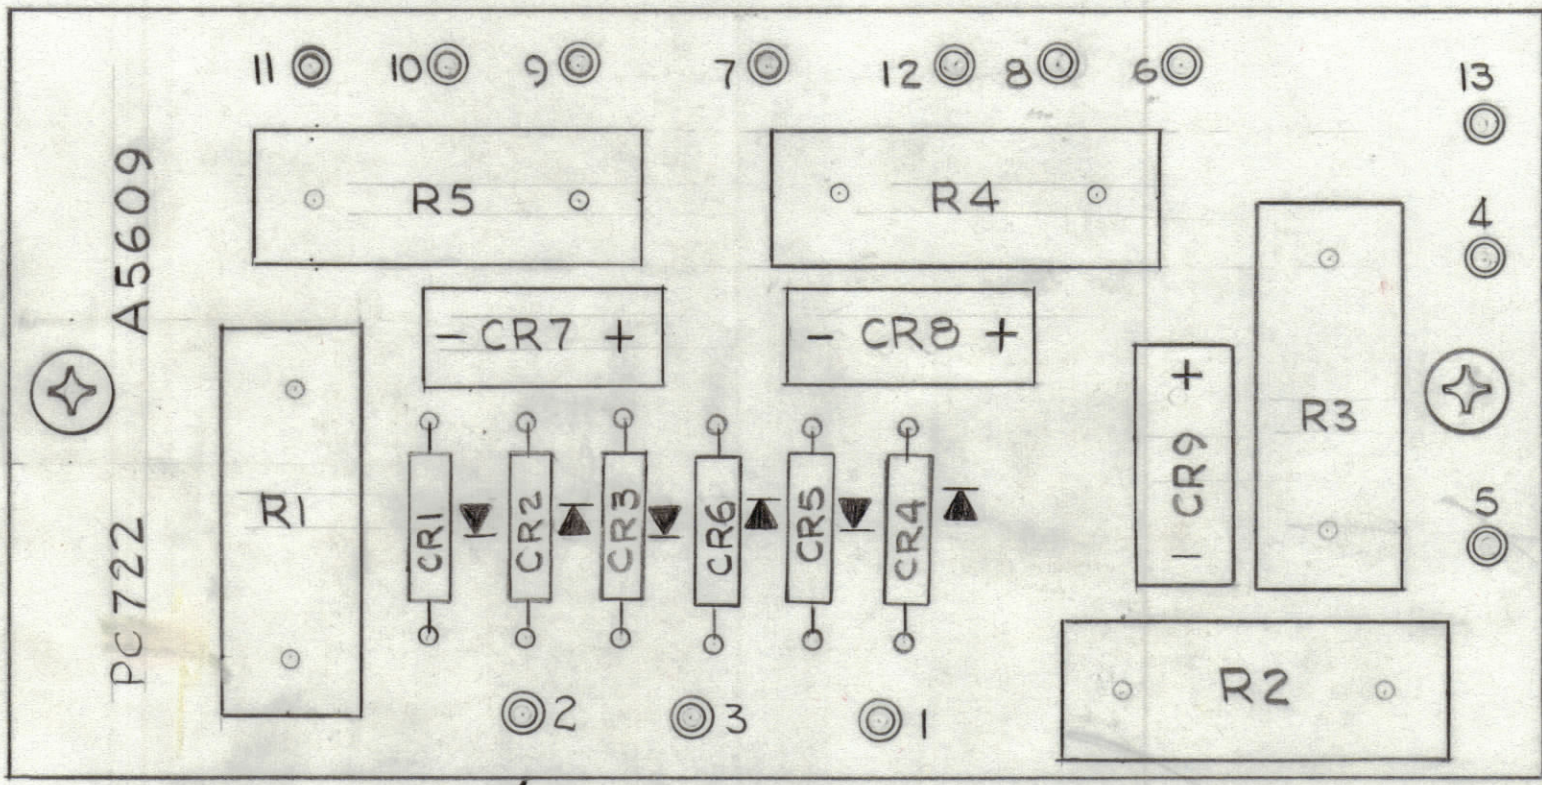 11 10 9 7 12 8 6 13
R5 R4 4
A5609
- CR7 + - CR8 +
+ CR9 -
R3
R1 CR1 CR2 CR3 CR6 CR5 CR4
5
PC722
R2
2 3 1